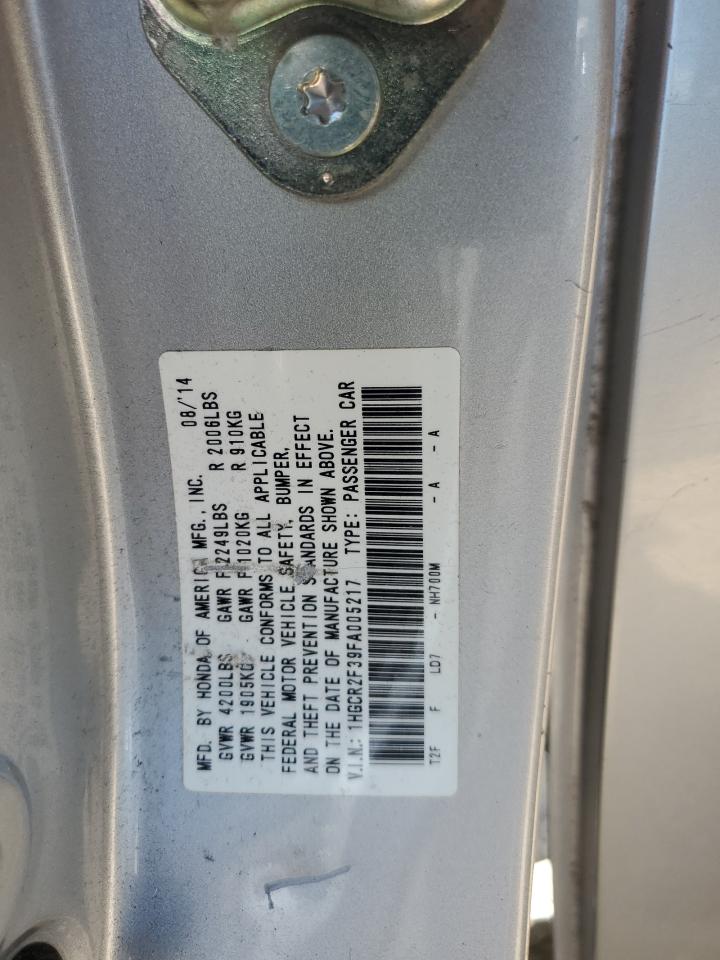 MFD. BY HONDA OF AMERICA MFG., INC. 08/'14
GVWR 4200LBS GAWR F 2249LBS R 2006LBS
GVWR 1905KG GAWR F 1020KG R 910KG
THIS VEHICLE CONFORMS TO ALL APPLICABLE
FEDERAL MOTOR VEHICLE SAFETY, BUMPER,
AND THEFT PREVENTION STANDARDS IN EFFECT
ON THE DATE OF MANUFACTURE SHOWN ABOVE.
V.I.N.: 1HGCR2F39FA005217 TYPE: PASSENGER CAR
T2F F LD7 - NH700M - A - A